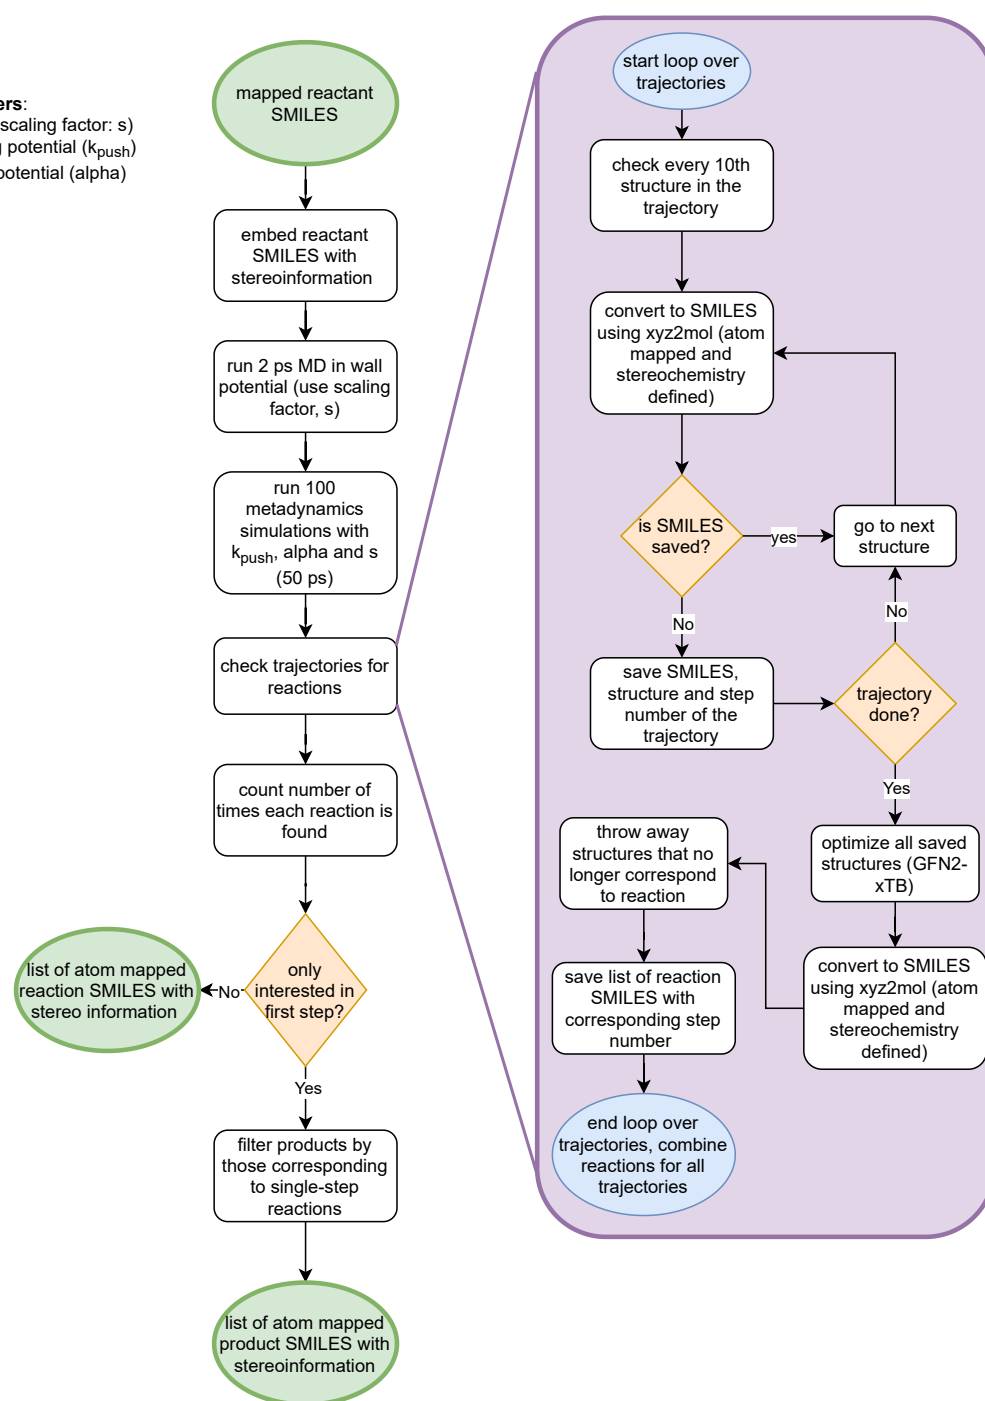 ers:
scaling factor: s)
g potential (kpush)
potential (alpha)
mapped reactant
SMILES
embed reactant
SMILES with
stereoinformation
run 2 ps MD in wall
potential (use scaling
factor, s)
run 100
metadynamics
simulations with
kpush, alpha and s
(50 ps)
check trajectories for
reactions
count number of
times each reaction is
found
only
interested in
first step?
No
list of atom mapped
reaction SMILES with
stereo information
Yes
filter products by
those corresponding
to single-step
reactions
list of atom mapped
product SMILES with
stereoinformation
start loop over
trajectories
check every 10th
structure in the
trajectory
convert to SMILES
using xyz2mol (atom
mapped and
stereochemistry
defined)
is SMILES
saved?
yes
go to next
structure
No
No
save SMILES,
structure and step
number of the
trajectory
trajectory
done?
Yes
optimize all saved
structures (GFN2-
xTB)
convert to SMILES
using xyz2mol (atom
mapped and
stereochemistry
defined)
throw away
structures that no
longer correspond
to reaction
save list of reaction
SMILES with
corresponding step
number
end loop over
trajectories, combine
reactions for all
trajectories